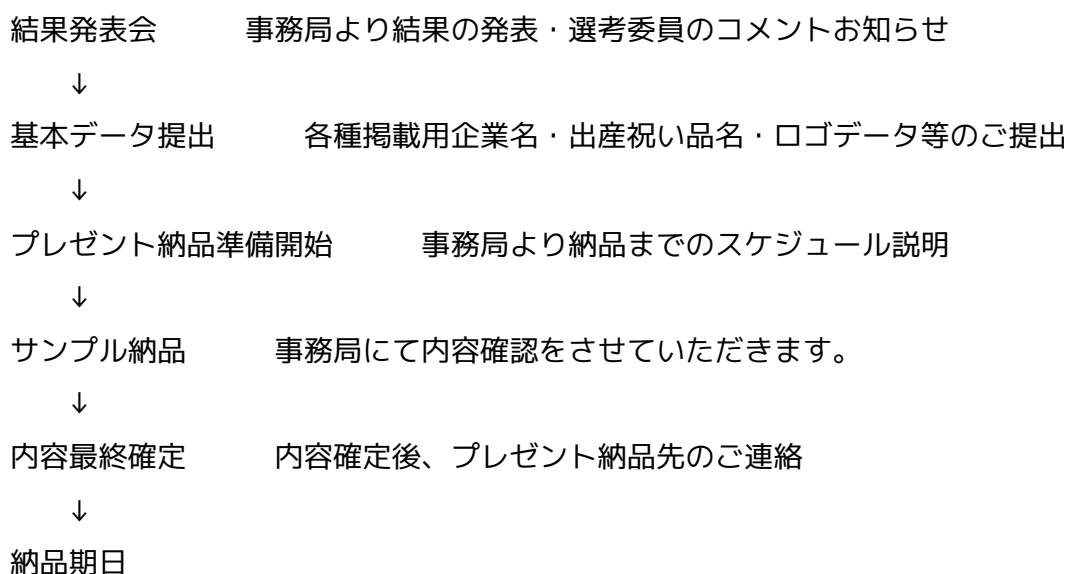 結果発表会　　　事務局より結果の発表・選考委員のコメントお知らせ
↓
基本データ提出　　　各種掲載用企業名・出産祝い品名・ロゴデータ等のご提出
↓
プレゼント納品準備開始　　　事務局より納品までのスケジュール説明
↓
サンプル納品　　　事務局にて内容確認をさせていただきます。
↓
内容最終確定　　　内容確定後、プレゼント納品先のご連絡
↓
納品期日